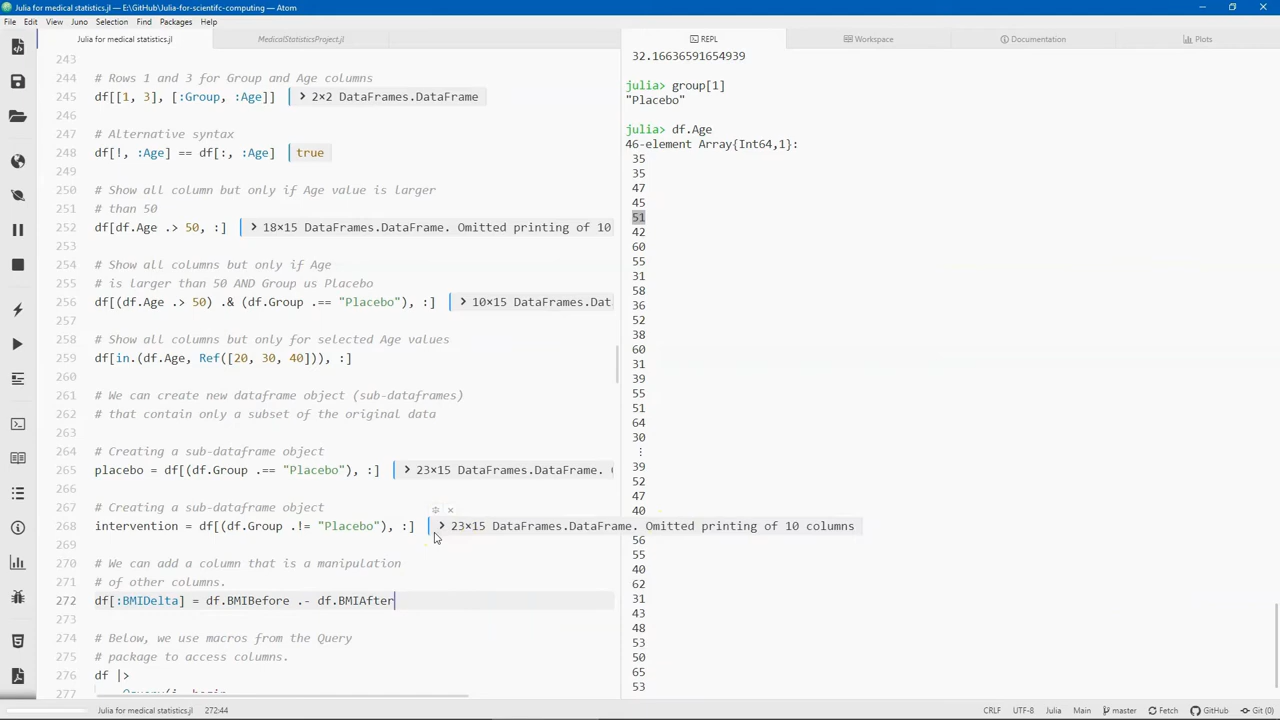 Julia for medical statistics.jl — E:\GitHub\Julia-for-scientifc-computing — Atom
File Edit View Juno Selection Find Packages Help
Julia for medical statistics.jl MedicalStatisticsProject.jl REPL Workspace Documentation Plots
243
244 # Rows 1 and 3 for Group and Age columns
245 df[[1, 3], [:Group, :Age]] > 2×2 DataFrames.DataFrame
246
247 # Alternative syntax
248 df[!, :Age] == df[:, :Age] true
249
250 # Show all column but only if Age value is larger
251 # than 50
252 df[df.Age .> 50, :] > 18×15 DataFrames.DataFrame. Omitted printing of 10
253
254 # Show all columns but only if Age
255 # is larger than 50 AND Group us Placebo
256 df[(df.Age .> 50) .& (df.Group .== "Placebo"), :] > 10×15 DataFrames.Dat
257
258 # Show all columns but only for selected Age values
259 df[in.(df.Age, Ref([20, 30, 40])), :]
260
261 # We can create new dataframe object (sub-dataframes)
262 # that contain only a subset of the original data
263
264 # Creating a sub-dataframe object
265 placebo = df[(df.Group .== "Placebo"), :] > 23×15 DataFrames.DataFrame.
266
267 # Creating a sub-dataframe object
268 intervention = df[(df.Group .!= "Placebo"), :] > 23×15 DataFrames.DataFrame. Omitted printing of 10 columns
269
270 # We can add a column that is a manipulation
271 # of other columns.
272 df[:BMIDelta] = df.BMIBefore .- df.BMIAfter
273
274 # Below, we use macros from the Query
275 # package to access columns.
276 df |>
277 @query(i, begin
32.16636591654939
julia> group[1]
"Placebo"
julia> df.Age
46-element Array{Int64,1}:
35
35
47
45
51
42
60
55
31
58
36
52
38
60
31
39
55
51
64
30
⋮
39
52
47
40
56
55
40
62
43
48
53
50
65
53
Julia for medical statistics.jl 272:44 CRLF UTF-8 Julia Main master Fetch GitHub Git (0)